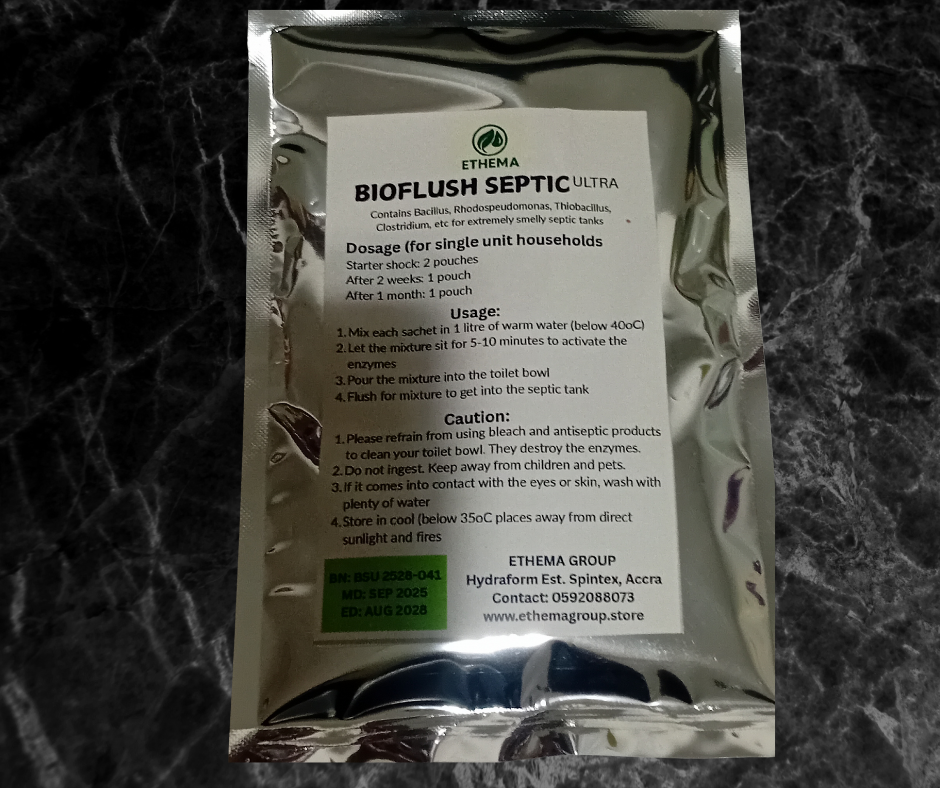 ETHEMA
BIOFLUSH SEPTIC ULTRA
Contains Bacillus, Rhodospeudomonas, Thiobacillus,
Clostridium, etc for extremely smelly septic tanks
Dosage (for single unit households
Starter shock: 2 pouches
After 2 weeks: 1 pouch
After 1 month: 1 pouch
Usage:
1. Mix each sachet in 1 litre of warm water (below 40oC)
2. Let the mixture sit for 5-10 minutes to activate the
enzymes
3. Pour the mixture into the toilet bowl
4. Flush for mixture to get into the septic tank
Caution:
1. Please refrain from using bleach and antiseptic products
to clean your toilet bowl. They destroy the enzymes.
2. Do not ingest. Keep away from children and pets.
3. If it comes into contact with the eyes or skin, wash with
plenty of water
4. Store in cool (below 35oC places away from direct
sunlight and fires
BN: BSU 2528-041
MD: SEP 2025
ED: AUG 2028
ETHEMA GROUP
Hydraform Est. Spintex, Accra
Contact: 0592088073
www.ethemagroup.store